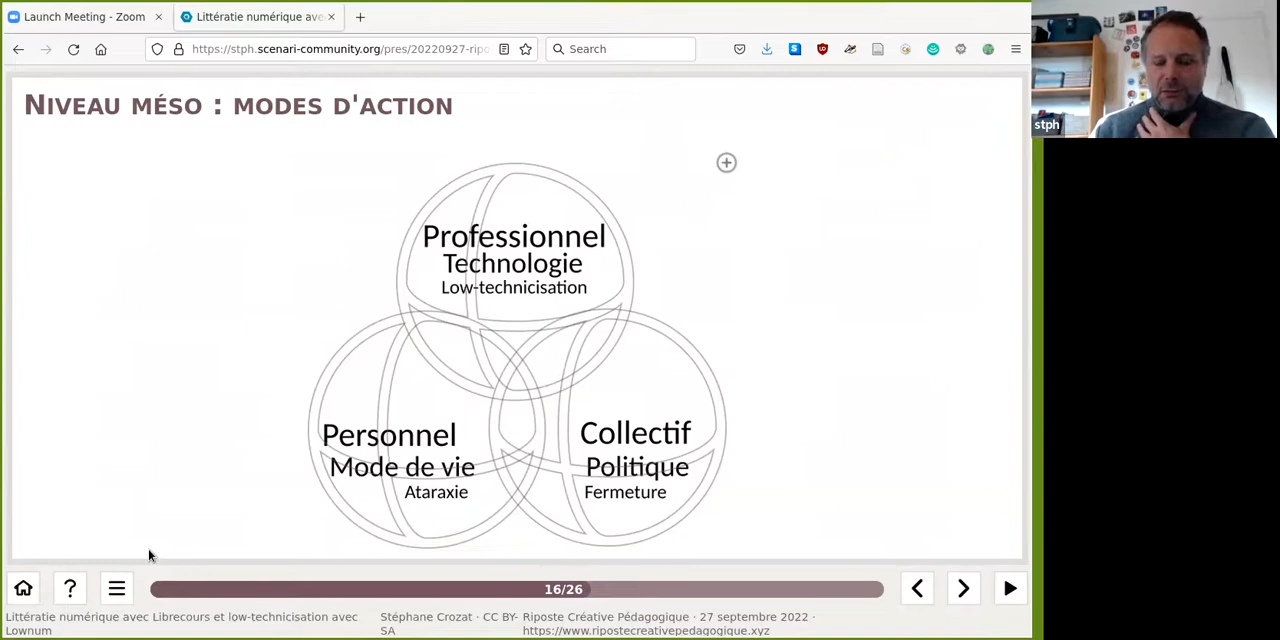 Launch Meeting - Zoom
Littératie numérique ave
https://stph.scenari-community.org/pres/20220927-ripo
Search
stph
NIVEAU MÉSO : MODES D'ACTION
Professionnel
Technologie
Low-technicisation
Personnel
Mode de vie
Ataraxie
Collectif
Politique
Fermeture
?
16/26
Littératie numérique avec Librecours et low-technicisation avec
Lownum
Stéphane Crozat · CC BY-
SA
Riposte Créative Pédagogique · 27 septembre 2022 ·
https://www.ripostecreativepedagogique.xyz